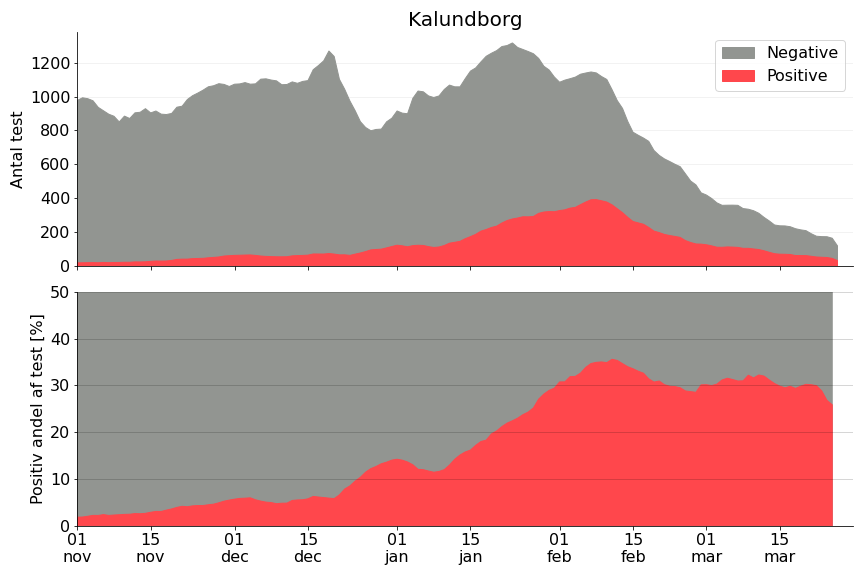 Kalundborg
Antal test
1200
1000
800
600
400
200
0
Negative
Positive
Positiv andel af test [%]
50
40
30
20
10
0
01 15 01 15 01 15 01 15 01 15
nov nov dec dec jan jan feb feb mar mar